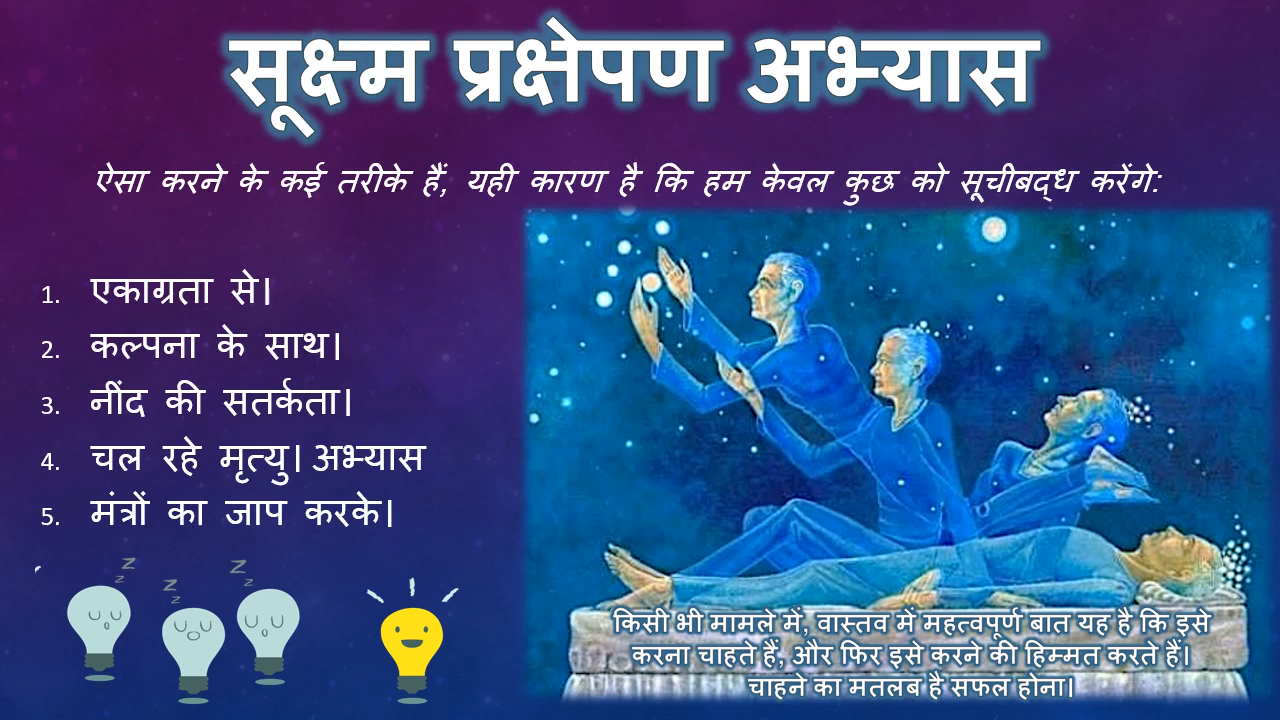 सूक्ष्म प्रक्षेपण अभ्यास
ऐसा करने के कई तरीके हैं, यही कारण है कि हम केवल कुछ को सूचीबद्ध करेंगे:
1. एकाग्रता से।
2. कल्पना के साथ।
3. नींद की सतर्कता।
4. चल रहे मृत्यु। अभ्यास
5. मंत्रों का जाप करके।
Z Z Z Z Z Z
किसी भी मामले में, वास्तव में महत्वपूर्ण बात यह है कि इसे
करना चाहते हैं, और फिर इसे करने की हिम्मत करते हैं।
चाहने का मतलब है सफल होना।